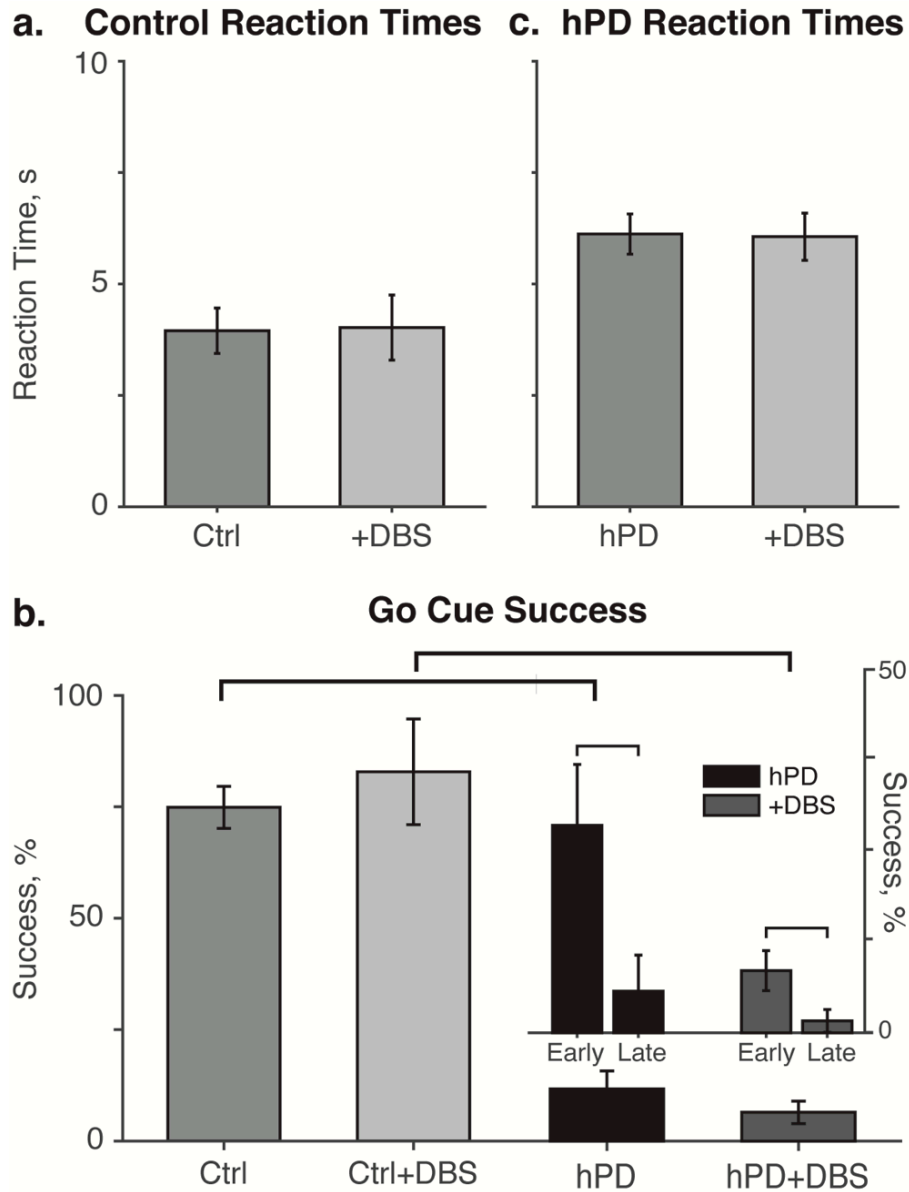 a. Control Reaction Times
c. hPD Reaction Times
Reaction Time, s
10
5
0
Ctrl
+DBS
hPD
+DBS
b. Go Cue Success
Success, %
100
50
0
Ctrl
Ctrl+DBS
hPD
hPD+DBS
hPD
+DBS
50
0
Success, %
Early
Late
Early
Late